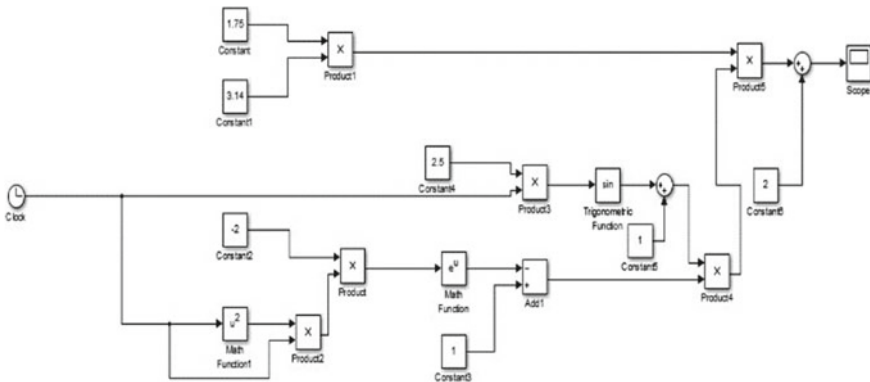 1.75
Constant
X
Product1
3.14
Constant1
X
Product5
Scope
2.5
Constant4
X
Product3
sin
Trigonometric
Function
2
Constant6
Clock
-2
Constant2
X
Product
e^u
Math
Function
1
Constant5
Add1
X
Product4
u^2
Math
Function1
X
Product2
1
Constant3